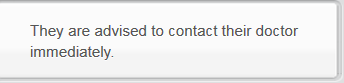 They are advised to contact their doctor
immediately.